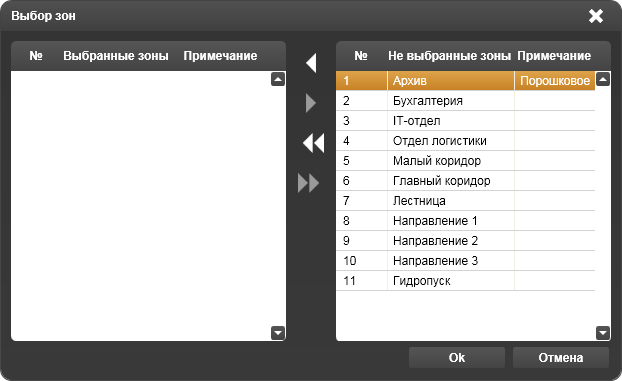 Выбор зон
№ Выбранные зоны Примечание
№ Не выбранные зоны Примечание
1 Архив Порошковое
2 Бухгалтерия
3 IT-отдел
4 Отдел логистики
5 Малый коридор
6 Главный коридор
7 Лестница
8 Направление 1
9 Направление 2
10 Направление 3
11 Гидропуск
Ok Отмена